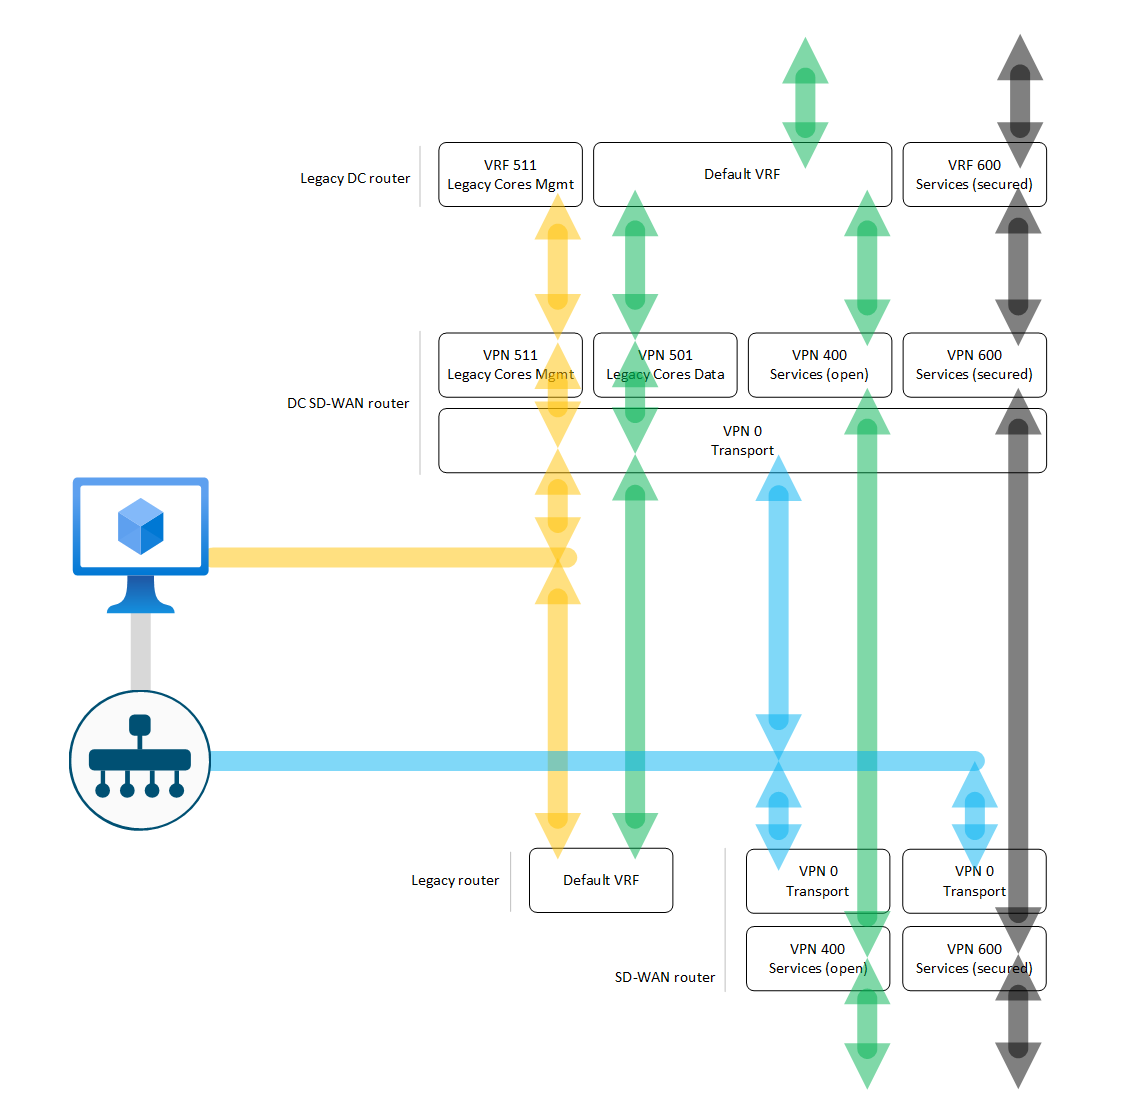 Legacy DC router
VRF 511
Legacy Cores Mgmt
Default VRF
VRF 600
Services (secured)
DC SD-WAN router
VPN 511
Legacy Cores Mgmt
VPN 501
Legacy Cores Data
VPN 400
Services (open)
VPN 600
Services (secured)
VPN 0
Transport
Legacy router
Default VRF
SD-WAN router
VPN 0
Transport
VPN 0
Transport
VPN 400
Services (open)
VPN 600
Services (secured)